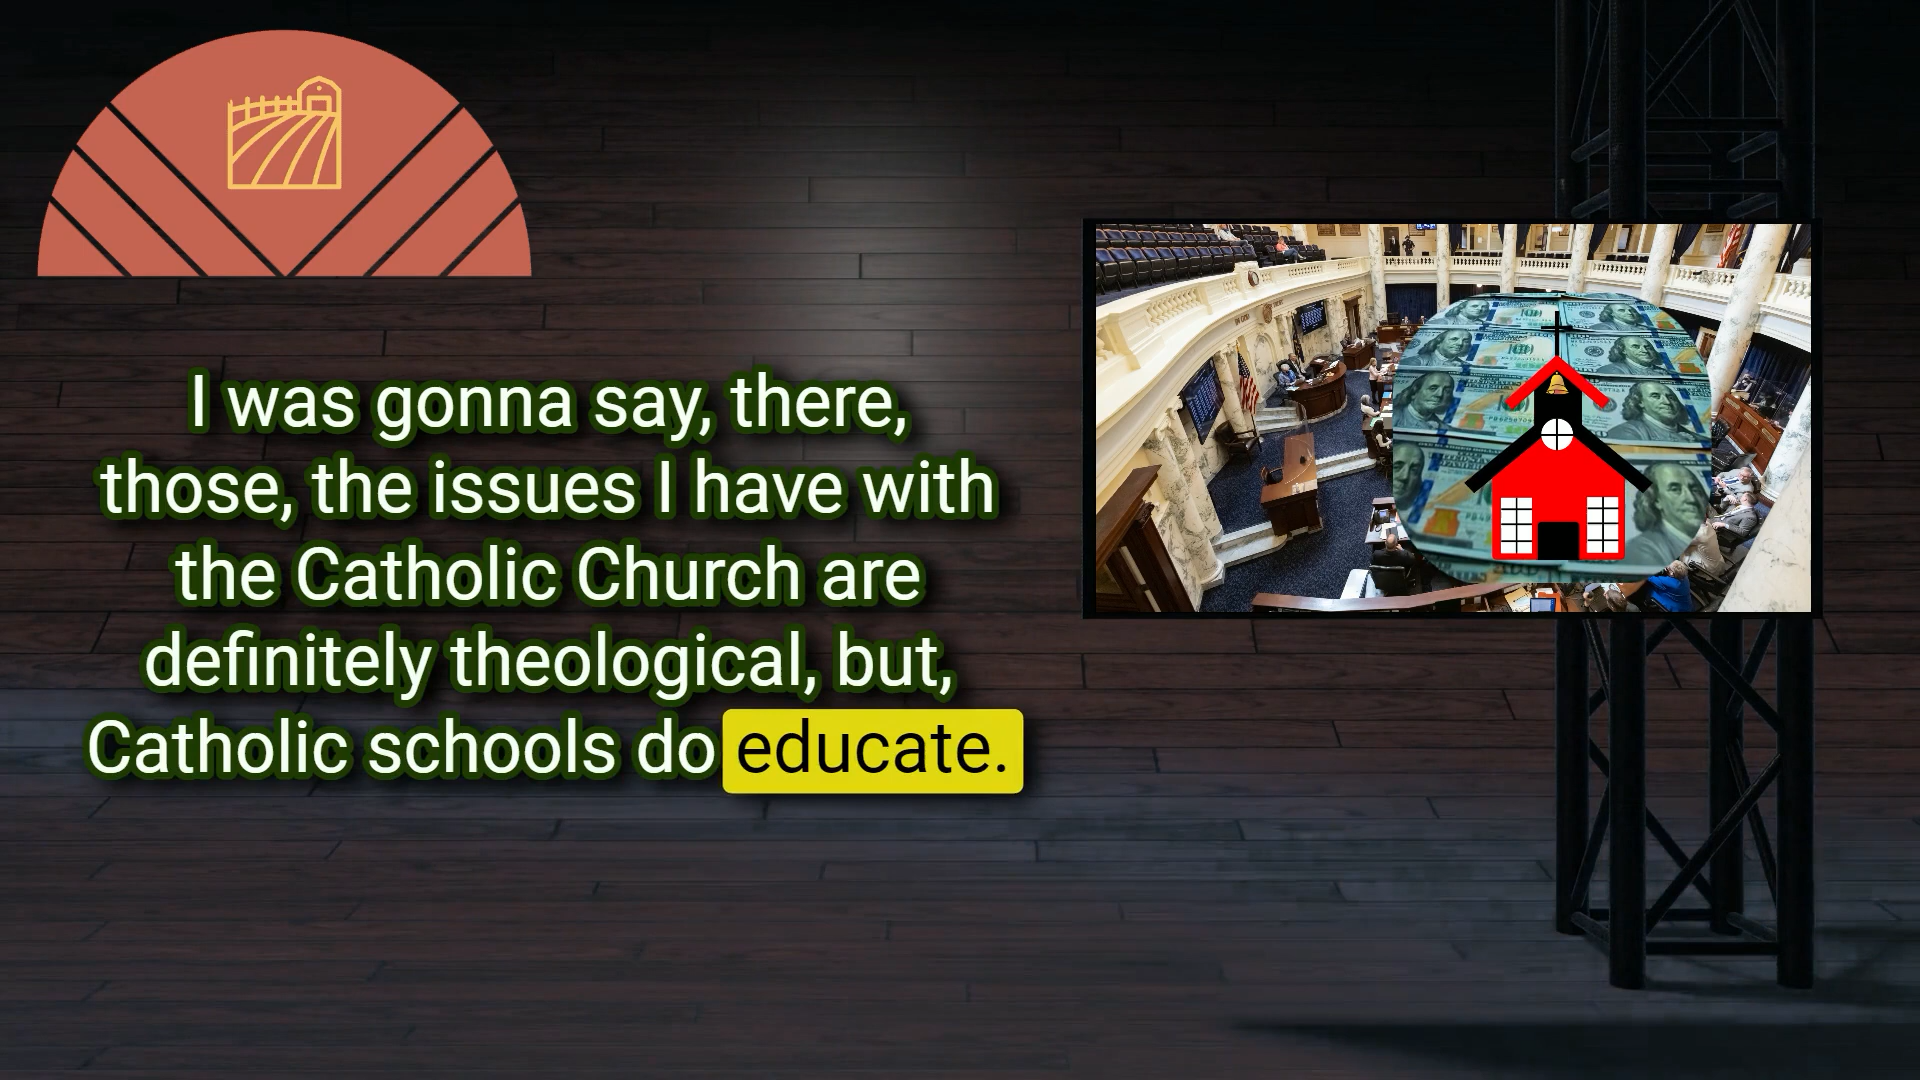 I was gonna say, there,
those, the issues I have with
the Catholic Church are
definitely theological, but,
Catholic schools do educate.